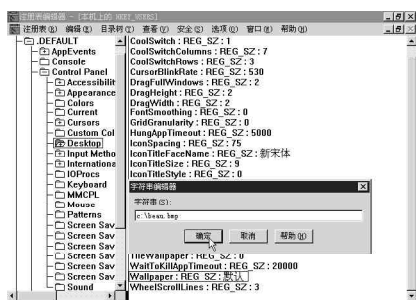 注册表编辑器 - [本机上的 HKEY_USERS]
注册表(R) 编辑(E) 目录树(T) 查看(V) 安全(S) 选项(O) 窗口(W) 帮助(H)
.DEFAULT
AppEvents
Console
Control Panel
Accessibilit
Appearance
Colors
Current
Cursors
Custom Col
Desktop
Input Metho
Internationa
IOProcs
Keyboard
MMCPL
Mouse
Patterns
Screen Sav
Screen Sav
Screen Sav
Screen Sav
Screen Sav
Screen Sav
Sound
CoolSwitch : REG_SZ : 1
CoolSwitchColumns : REG_SZ : 7
CoolSwitchRows : REG_SZ : 3
CursorBlinkRate : REG_SZ : 530
DragFullWindows : REG_SZ : 2
DragHeight : REG_SZ : 2
DragWidth : REG_SZ : 2
FontSmoothing : REG_SZ : 0
GridGranularity : REG_SZ : 0
HungAppTimeout : REG_SZ : 5000
IconSpacing : REG_SZ : 75
IconTitleFaceName : REG_SZ : 新宋体
IconTitleSize : REG_SZ : 9
IconTitleStyle : REG_SZ : 0
字符串编辑器
字符串(S):
c:\beau.bmp
确定 取消 帮助(H)
TileWallpaper : REG_SZ : 0
WaitToKillAppTimeout : REG_SZ : 20000
Wallpaper : REG_SZ : 默认
WheelScrollLines : REG_SZ : 3